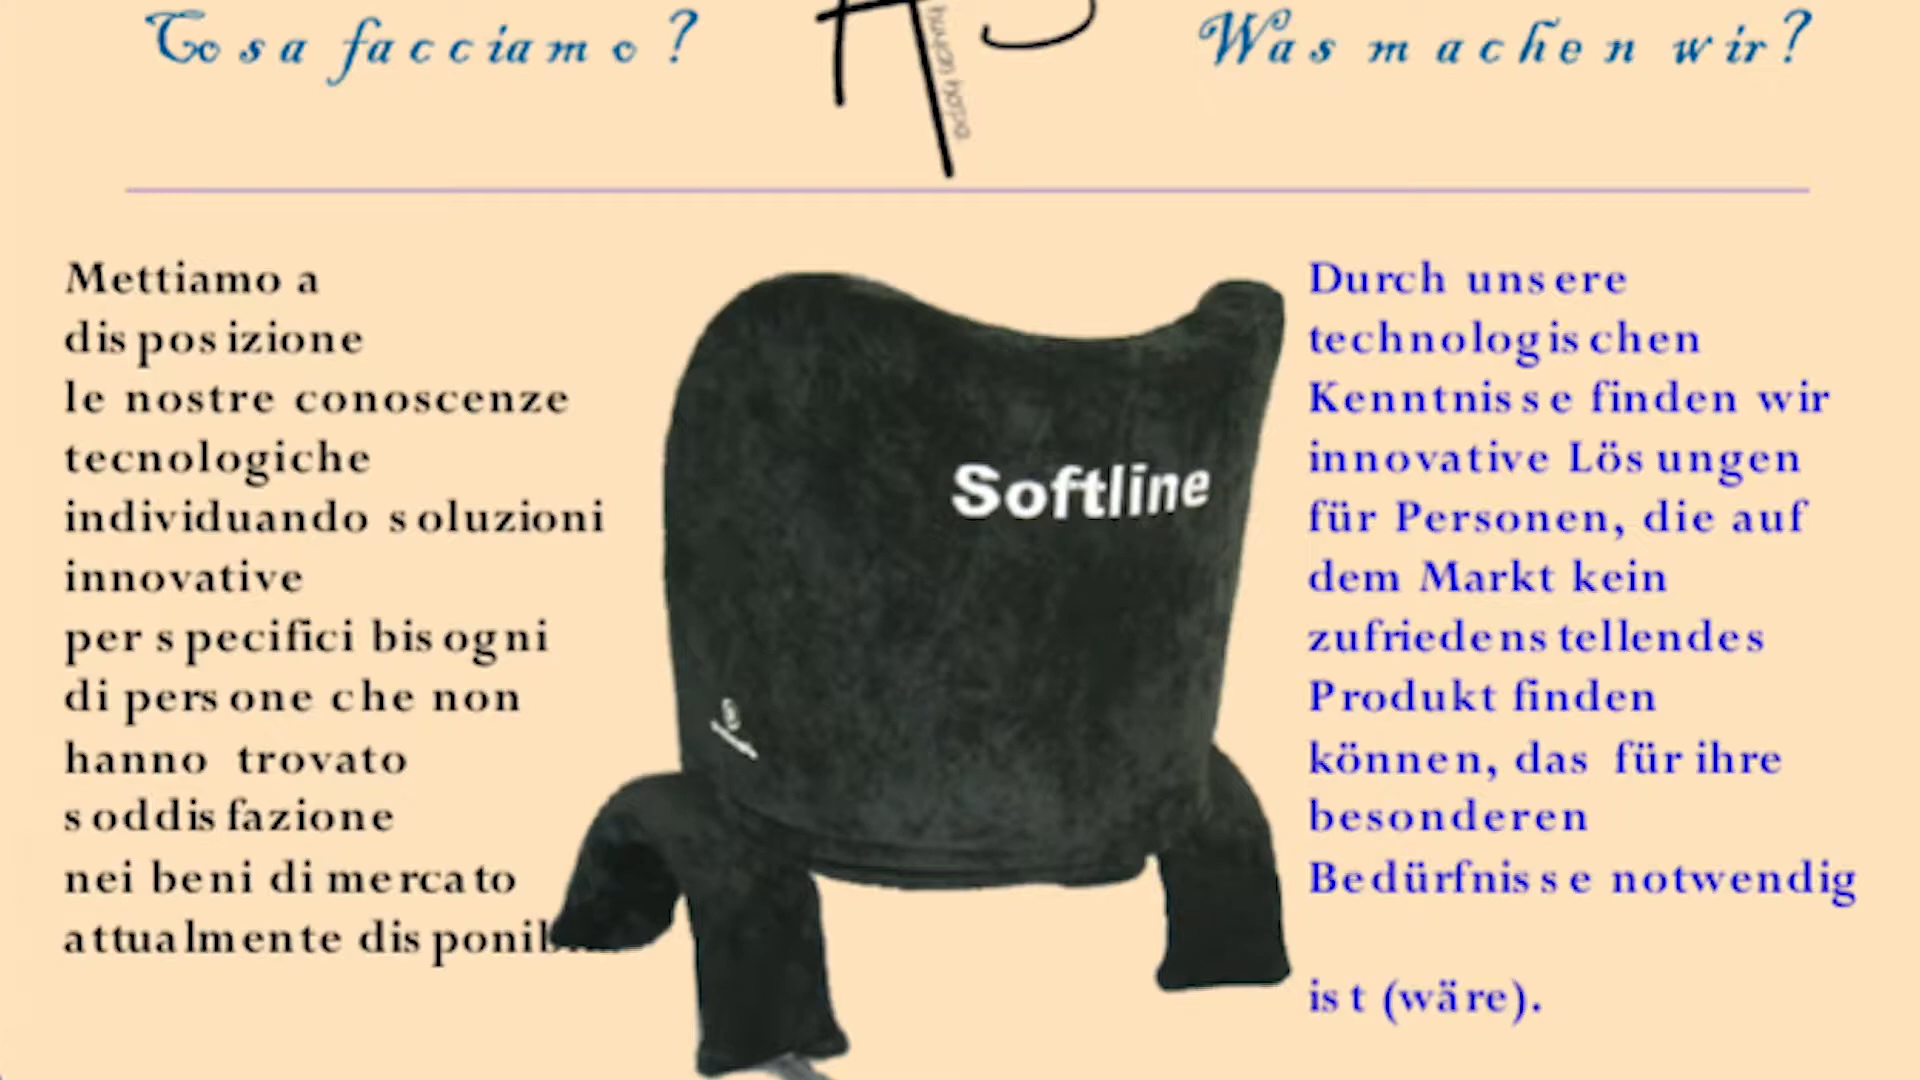 Cosa facciamo?
Was machen wir?
Mettiamo a
disposizione
le nostre conoscenze
tecnologiche
individuando soluzioni
innovative
per specifici bisogni
di persone che non
hanno trovato
soddisfazione
nei beni di mercato
attualmente
Softline
Durch unsere
technologischen
Kenntnisse finden wir
innovative Lösungen
für Personen, die auf
dem Markt kein
zufriedenstellendes
Produkt finden
können, das für ihre
besonderen
Bedürfnisse notwendig
ist (wäre).